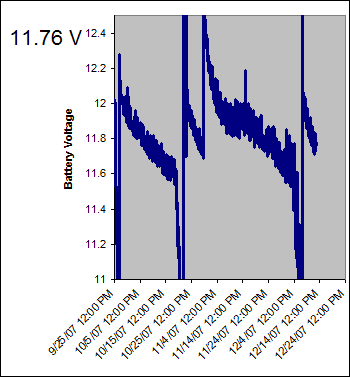 11.76 V
12.4
12.2
12
11.8
11.6
11.4
11.2
11
Battery Voltage
9/25/07 12:00 PM
10/5/07 12:00 PM
10/15/07 12:00 PM
10/25/07 12:00 PM
11/4/07 12:00 PM
11/14/07 12:00 PM
11/24/07 12:00 PM
12/4/07 12:00 PM
12/14/07 12:00 PM
12/24/07 12:00 PM